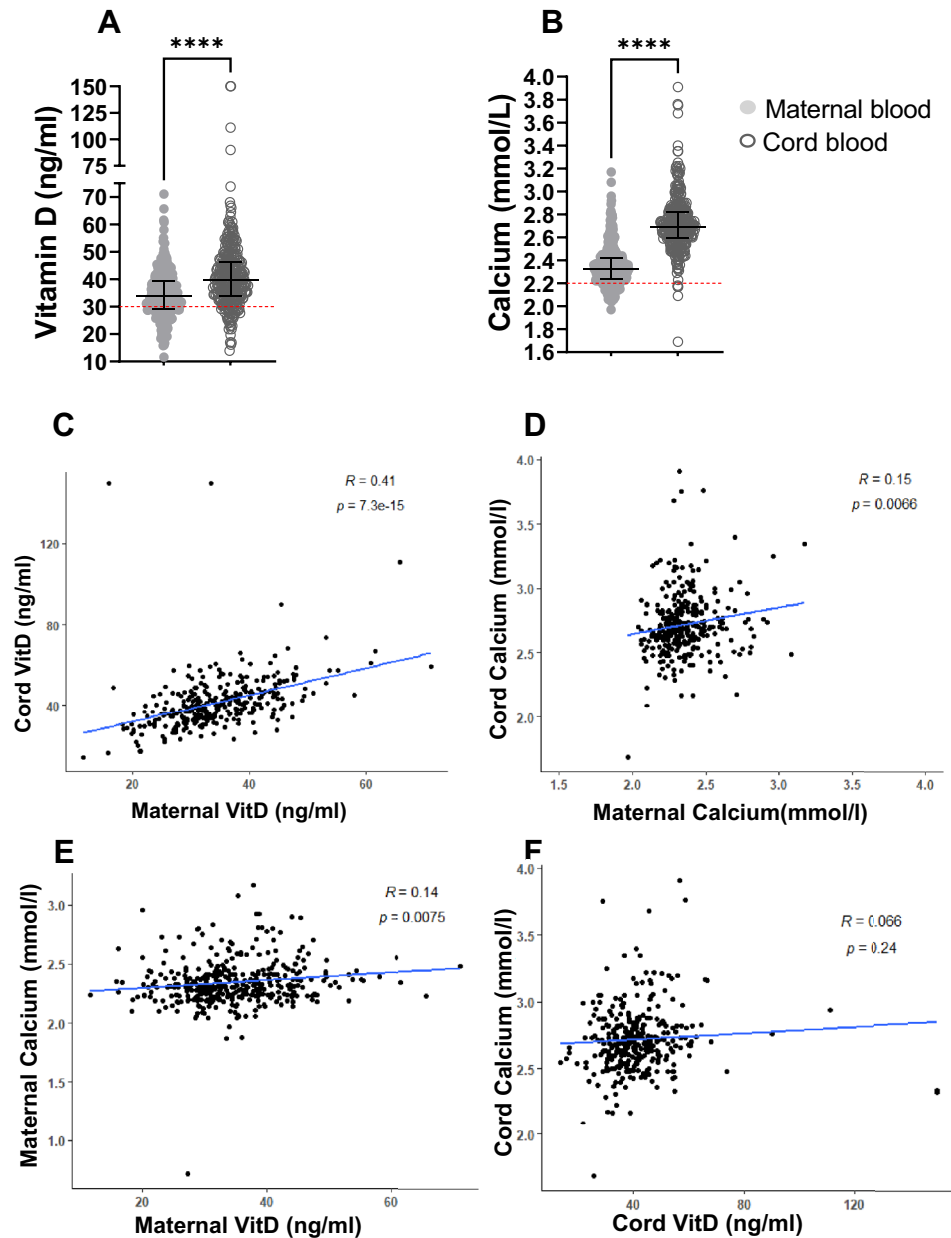 A
****
Vitamin D (ng/ml)
150
125
100
75
70
60
50
40
30
20
10
B
****
Calcium (mmol/L)
4.0
3.8
3.6
3.4
3.2
3.0
2.8
2.6
2.4
2.2
2.0
1.8
1.6
Maternal blood
Cord blood
C
R = 0.41
p = 7.3e-15
Cord VitD (ng/ml)
120
80
40
20
40
60
Maternal VitD (ng/ml)
D
R = 0.15
p = 0.0066
Cord Calcium (mmol/l)
4.0
3.5
3.0
2.5
2.0
1.5
2.0
2.5
3.0
3.5
4.0
Maternal Calcium(mmol/l)
E
R = 0.14
p = 0.0075
Maternal Calcium (mmol/l)
3.0
2.5
2.0
1.5
1.0
20
40
60
Maternal VitD (ng/ml)
F
R = 0.066
p = 0.24
Cord Calcium (mmol/l)
4.0
3.5
3.0
2.5
2.0
40
80
120
Cord VitD (ng/ml)